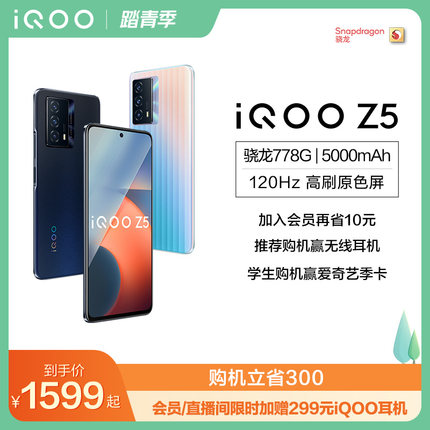 iQOO 踏青季
Snapdragon
骁龙
iQOO Z5
骁龙778G | 5000mAh
120Hz 高刷原色屏
加入会员再省10元
推荐购机赢无线耳机
学生购机赢爱奇艺季卡
iQOO
iQOO Z5
到手价
¥1599起
购机立省300
会员/直播间限时加赠299元iQOO耳机